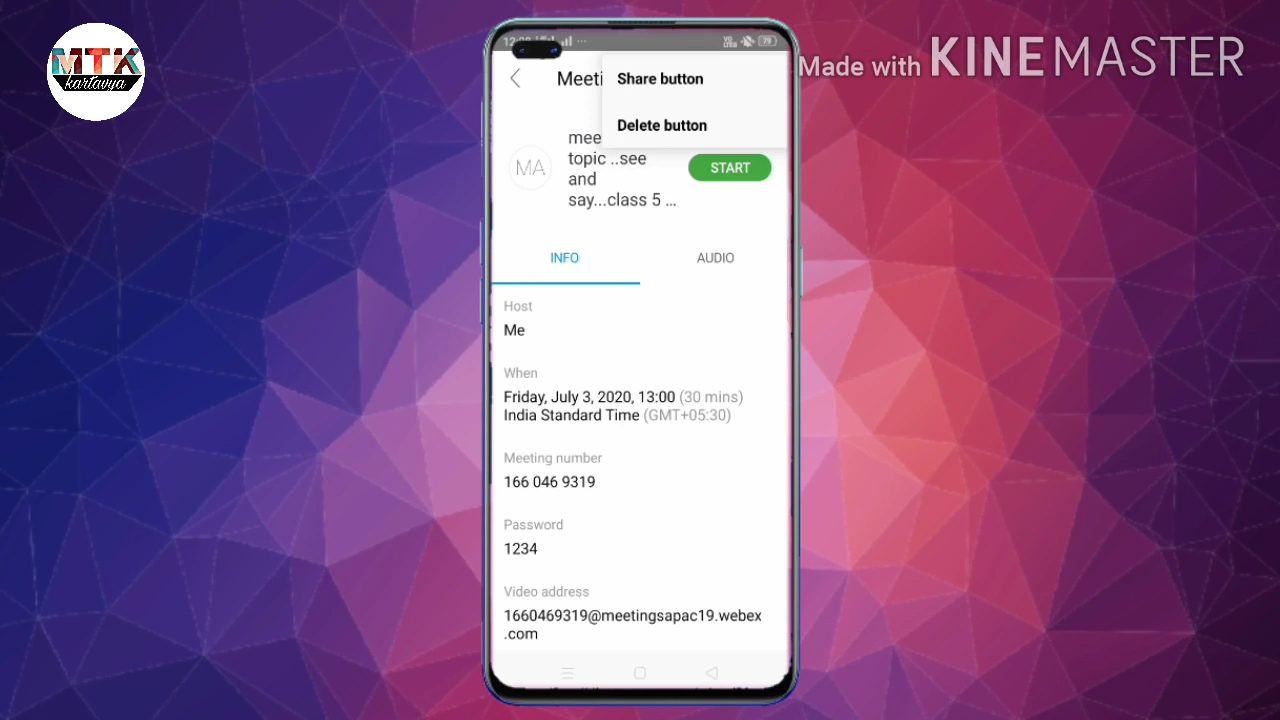 MTK
kartavya
Made with KINEMASTER
Meeti
Share button
Delete button
MA
mee
topic ..see
and
say...class 5 ...
START
INFO
AUDIO
Host
Me
When
Friday, July 3, 2020, 13:00 (30 mins)
India Standard Time (GMT+05:30)
Meeting number
166 046 9319
Password
1234
Video address
1660469319@meetingsapac19.webex
.com